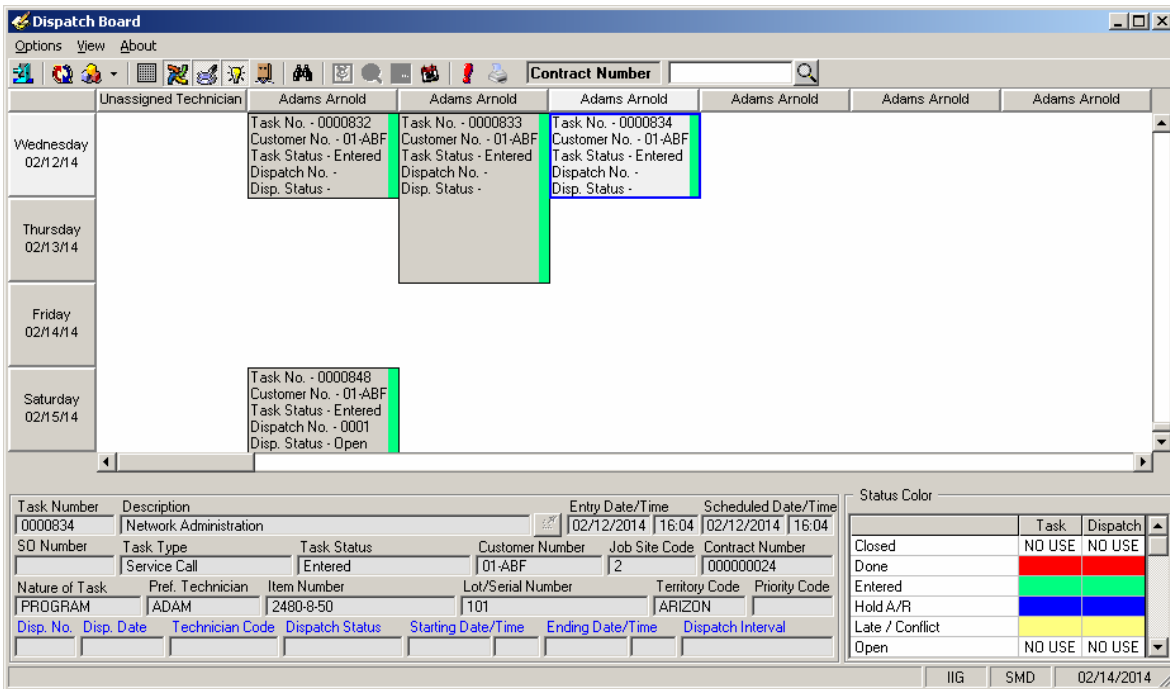 Dispatch Board
Options View About
Contract Number
Unassigned Technician Adams Arnold Adams Arnold Adams Arnold Adams Arnold Adams Arnold Adams Arnold
Wednesday
02/12/14
Task No. - 0000832
Customer No. - 01-ABF
Task Status - Entered
Dispatch No. -
Disp. Status -
Task No. - 0000833
Customer No. - 01-ABF
Task Status - Entered
Dispatch No. -
Disp. Status -
Task No. - 0000834
Customer No. - 01-ABF
Task Status - Entered
Dispatch No. -
Disp. Status -
Thursday
02/13/14
Friday
02/14/14
Saturday
02/15/14
Task No. - 0000848
Customer No. - 01-ABF
Task Status - Entered
Dispatch No. - 0001
Disp. Status - Open
Task Number Description Entry Date/Time Scheduled Date/Time
0000834 Network Administration 02/12/2014 16:04 02/12/2014 16:04
SO Number Task Type Task Status Customer Number Job Site Code Contract Number
Service Call Entered 01-ABF 2 000000024
Nature of Task Pref. Technician Item Number Lot/Serial Number Territory Code Priority Code
PROGRAM ADAM 2480-8-50 101 ARIZON
Disp. No. Disp. Date Technician Code Dispatch Status Starting Date/Time Ending Date/Time Dispatch Interval
Status Color
Task Dispatch
Closed NO USE NO USE
Done
Entered
Hold A/R
Late / Conflict
Open NO USE NO USE
IIG SMD 02/14/2014